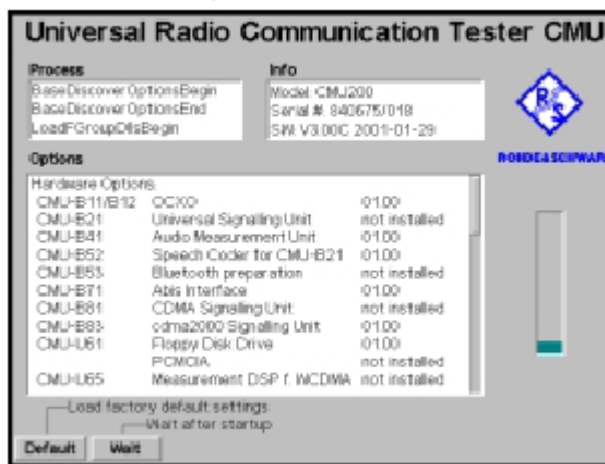 Universal Radio Communication Tester CMU
Process
BaseDiscoverOptionsBegin
BaseDiscoverOptionsEnd
LoadFGroupDllsBegin
Info
Model: CMU200
Serial #: 840675/018
S/W: V3.00C 2001-01-29
R&S
ROHDE&SCHWARZ
Options
Hardware Options
CMU-B11/B12 OCXO 01.00
CMU-B21 Universal Signalling Unit not installed
CMU-B41 Audio Measurement Unit 01.00
CMU-B52 Speech Coder for CMU-B21 01.00
CMU-B53 Bluetooth preparation not installed
CMU-B71 Abis Interface 01.00
CMU-B81 CDMA Signaling Unit not installed
CMU-B83 cdma2000 Signaling Unit 01.00
CMU-U61 Floppy Disk Drive 01.00
PCMCIA not installed
CMU-U65 Measurement DSP f. WCDMA not installed
Load factory default settings
Wait after startup
Default Wait